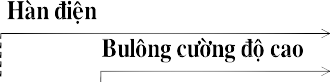 Hàn điện
Bulông cường độ cao